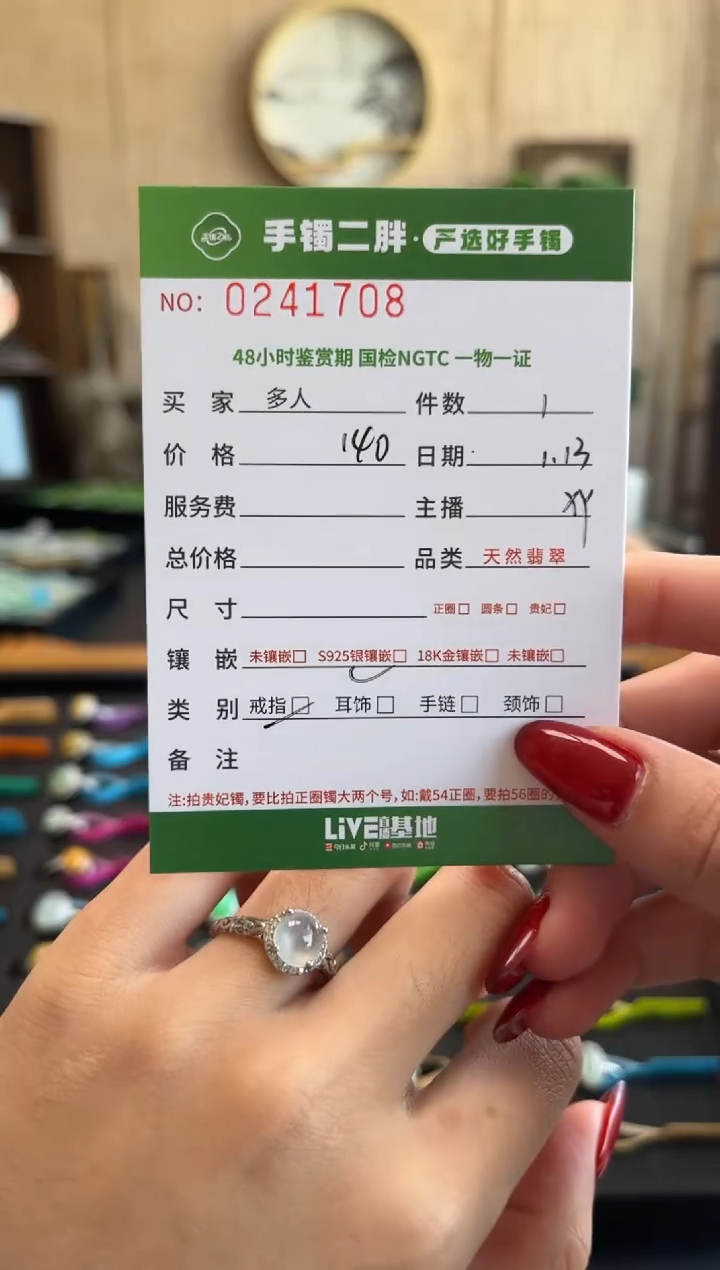 手镯二胖·严选好手镯
NO: 0241708
48小时鉴赏期 国检NGTC 一物一证
买 家 多人 件数 1
价 格 140 日期 1.13
服务费 主播 XY
总价格 品类 天然翡翠
尺 寸 正圈□ 圆条□ 贵妃□
镶 嵌 未镶嵌□ S925银镶嵌□ 18K金镶嵌□ 未镶嵌□
类 别 戒指□ 耳饰□ 手链□ 颈饰□
备 注
注:拍贵妃镯,要比拍正圈镯大两个号,如:戴54正圈,要拍56圈的
LiVE直播基地